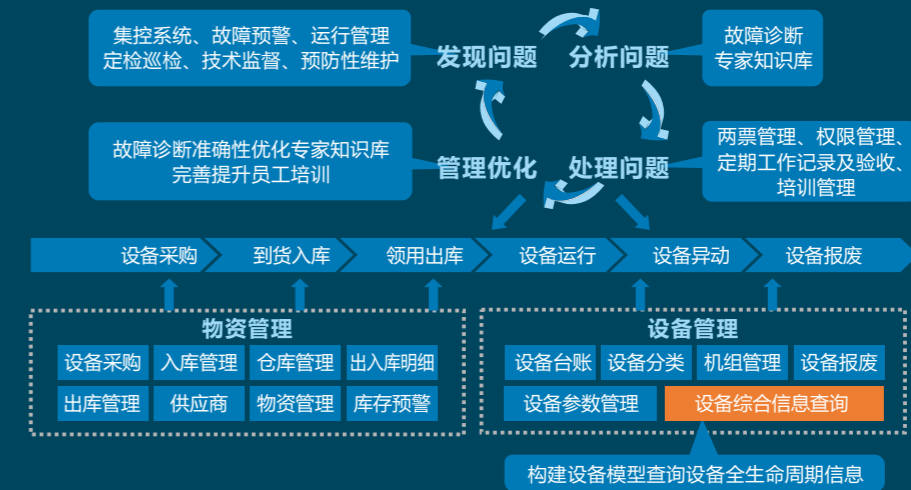 集控系统、故障预警、运行管理
定检巡检、技术监督、预防性维护
发现问题
分析问题
故障诊断
专家知识库
故障诊断准确性优化专家知识库
完善提升员工培训
管理优化
处理问题
两票管理、权限管理、
定期工作记录及验收、
培训管理
设备采购
到货入库
领用出库
设备运行
设备异动
设备报废
物资管理
设备采购
入库管理
仓库管理
出入库明细
出库管理
供应商
物资管理
库存预警
设备管理
设备台账
设备分类
机组管理
设备报废
设备参数管理
设备综合信息查询
构建设备模型查询设备全生命周期信息